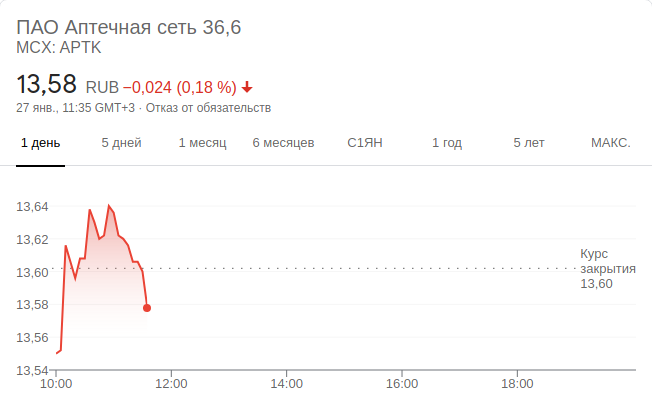 ПАО Аптечная сеть 36,6
MCX: APTK
13,58 RUB −0,024 (0,18 %)
27 янв., 11:35 GMT+3 · Отказ от обязательств
1 день 5 дней 1 месяц 6 месяцев С1ЯН 1 год 5 лет МАКС.
13,64
13,62
13,60
13,58
13,56
13,54
Курс
закрытия
13,60
10:00 12:00 14:00 16:00 18:00